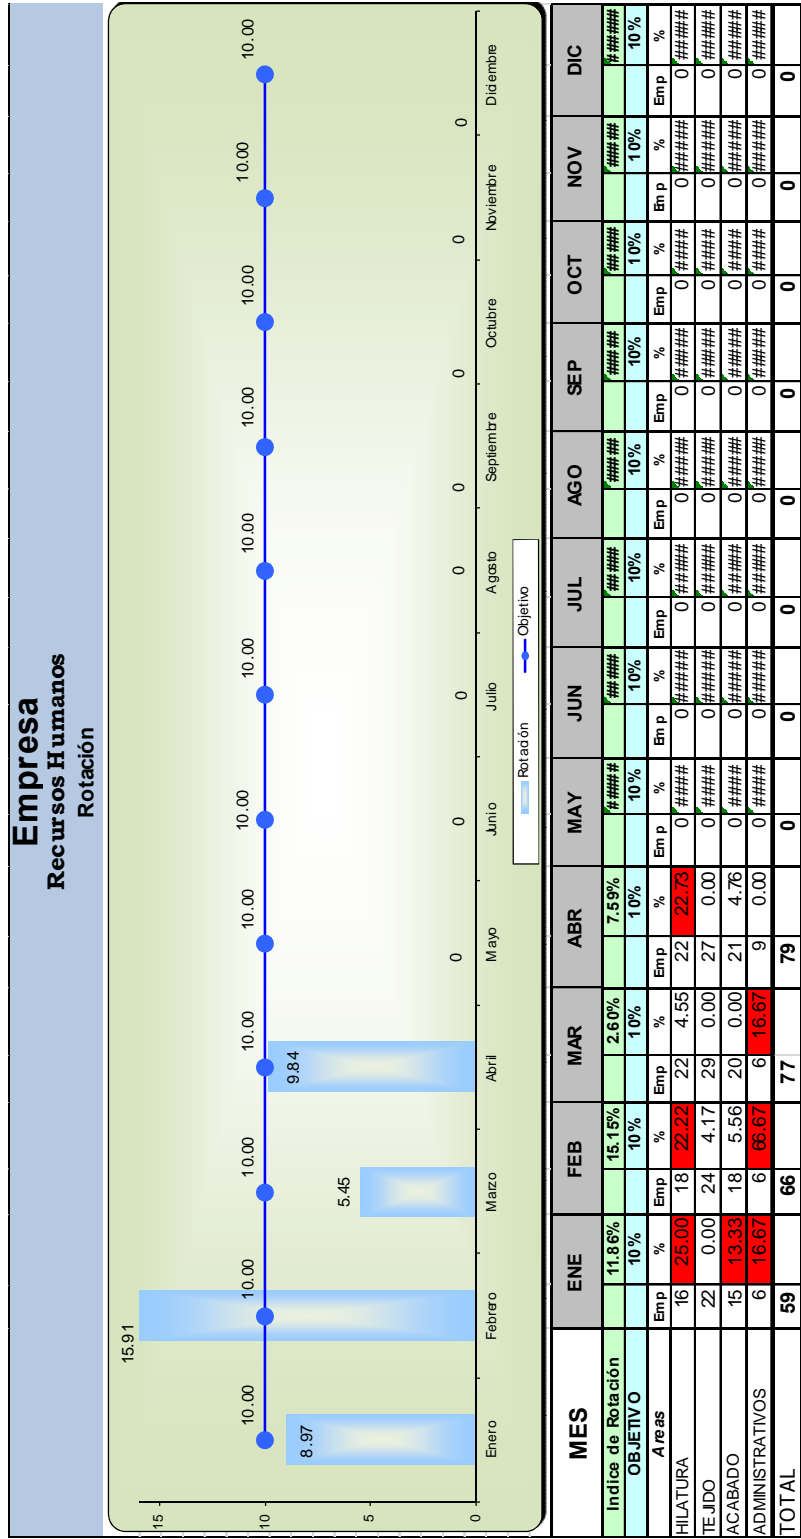 Empresa
Recursos Humanos
Rotación
15
10
5
0
10.00 10.00 10.00 10.00 10.00 10.00 10.00 10.00 10.00 10.00 10.00 10.00
8.97 15.91 5.45 9.84 0 0 0 0 0 0 0 0
Enero Febrero Marzo Abril Mayo Junio Julio Agosto Septiembre Octubre Noviembre Diciembre
Rotación Objetivo
MES ENE FEB MAR ABR MAY JUN JUL AGO SEP OCT NOV DIC
Indice de Rotación 11.86% 15.15% 2.60% 7.59% ##### ##### ##### ##### ##### ##### ##### #####
OBJETIVO 10% 10% 10% 10% 10% 10% 10% 10% 10% 10% 10% 10%
Areas Emp % Emp % Emp % Emp % Emp % Emp % Emp % Emp % Emp % Emp % Emp % Emp %
HILATURA 16 25.00 18 22.22 22 4.55 22 22.73 0 #### 0 ##### 0 ##### 0 ##### 0 ##### 0 #### 0 ###### 0 #####
TEJIDO 22 0.00 24 4.17 29 0.00 27 0.00 0 #### 0 ##### 0 ##### 0 ##### 0 ##### 0 #### 0 ###### 0 #####
ACABADO 15 13.33 18 5.56 20 0.00 21 4.76 0 #### 0 ##### 0 ##### 0 ##### 0 ##### 0 #### 0 ###### 0 #####
ADMINISTRATIVOS 6 16.67 6 66.67 6 16.67 9 0.00 0 #### 0 ##### 0 ##### 0 ##### 0 ##### 0 #### 0 ###### 0 #####
TOTAL 59 66 77 79 0 0 0 0 0 0 0 0